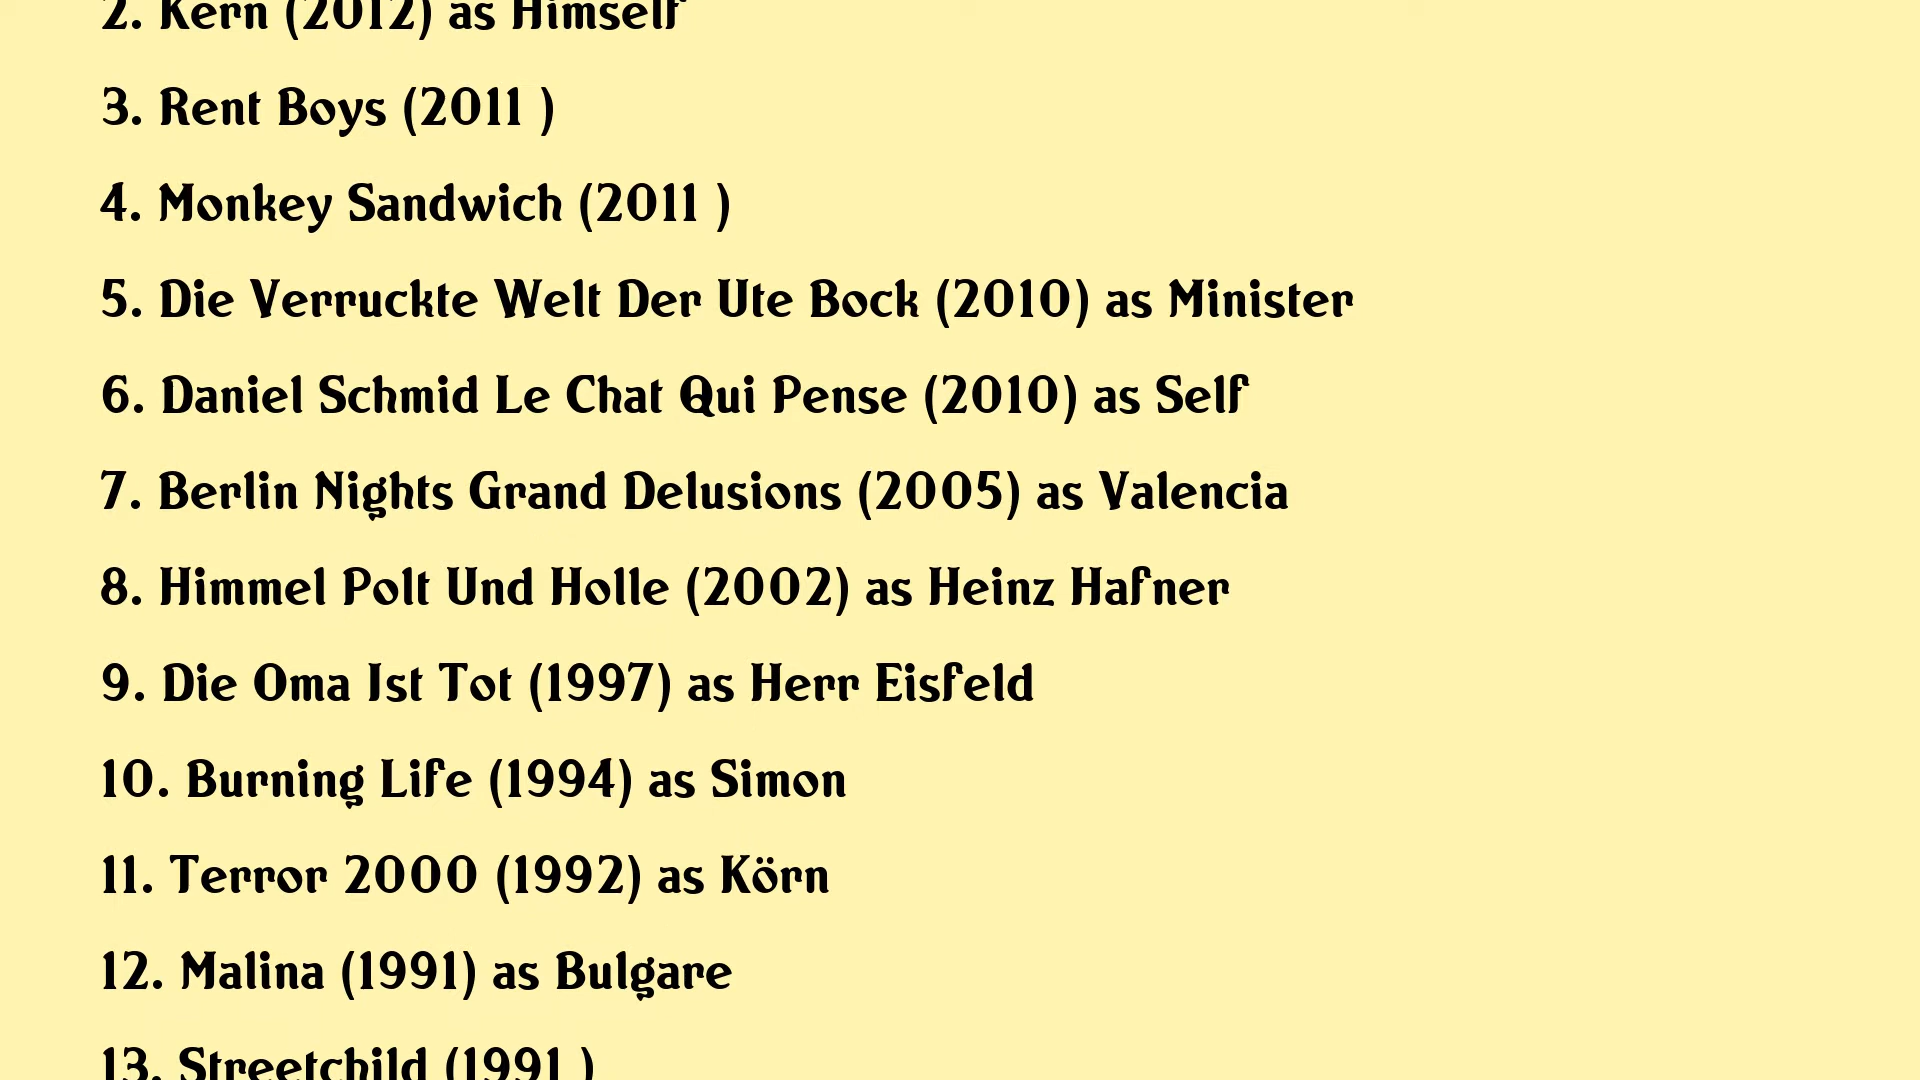 2. Kern (2012) as Himself
3. Rent Boys (2011 )
4. Monkey Sandwich (2011 )
5. Die Verruckte Welt Der Ute Bock (2010) as Minister
6. Daniel Schmid Le Chat Qui Pense (2010) as Self
7. Berlin Nights Grand Delusions (2005) as Valencia
8. Himmel Polt Und Holle (2002) as Heinz Hafner
9. Die Oma Ist Tot (1997) as Herr Eisfeld
10. Burning Life (1994) as Simon
11. Terror 2000 (1992) as Körn
12. Malina (1991) as Bulgare
13. Streetchild (1991 )